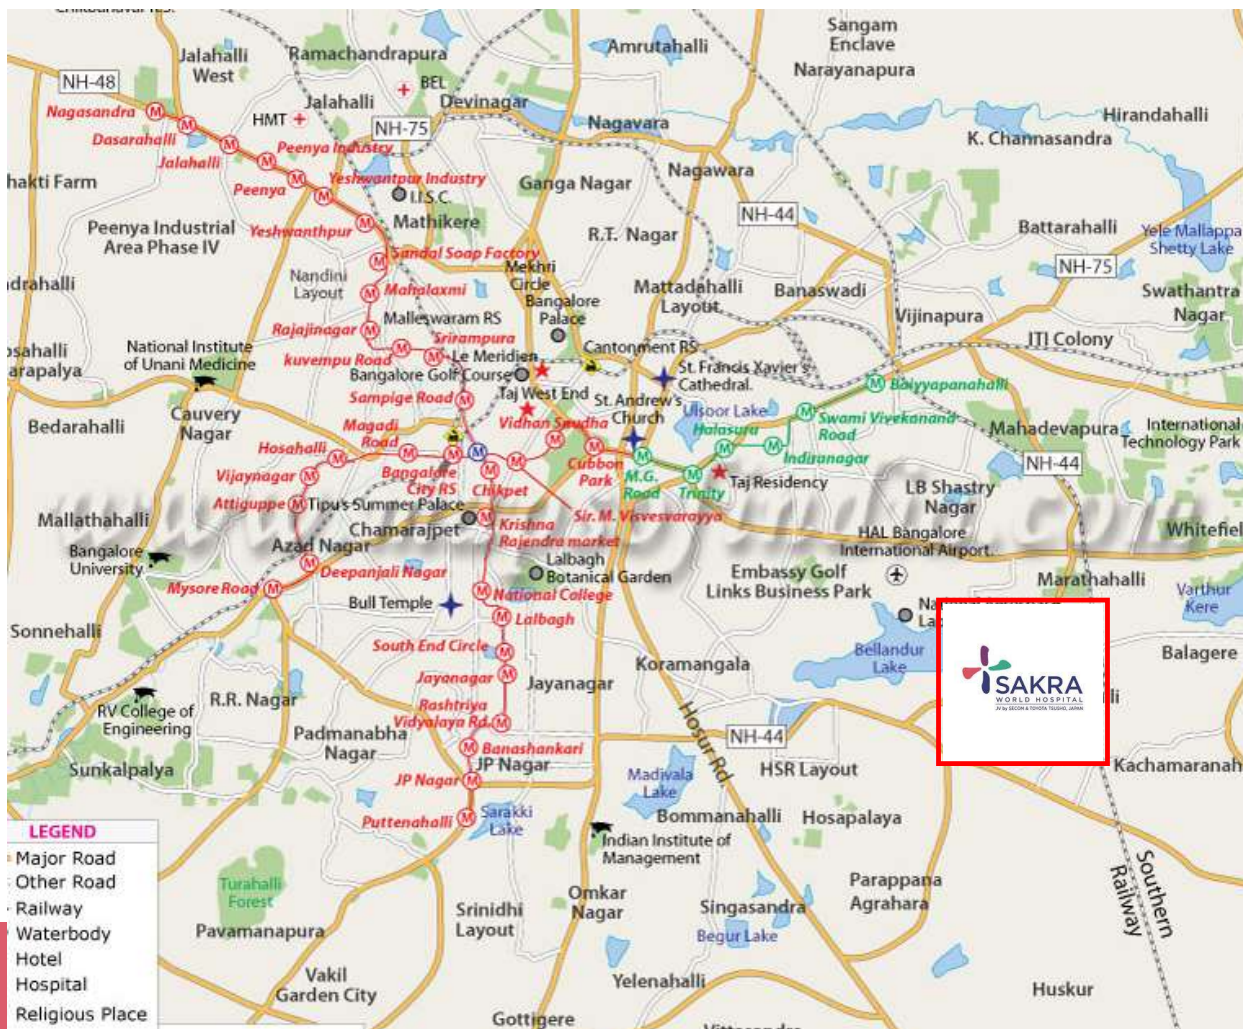 Sangam
Enclave
Narayanapura
Amrutahalli
Jalahalli
West
Ramachandrapura
NH-48
BEL
Jalahalli
Devinagar
HMT
NH-75
Nagavara
Hirandahalli
K. Channasandra
Nagasandra
Dasarahalli
Jalahalli
Peenya Industry
Peenya
Yeshwantpur Industry
I.I.S.C.
Ganga Nagar
Nagawara
Peenya Industrial
Area Phase IV
Yeshwanthpur
Mathikere
NH-44
R.T. Nagar
Battarahalli
Yele Mallappa
Shetty Lake
Sandal Soap Factory
Nandini
Layout
Mekhri
Circle
NH-75
Mahalaxmi
Bangalore
Palace
Mattadahalli
Layout
Banaswadi
Swathantra
Nagar
Rajajinagar
Malleswaram RS
Vijinapura
National Institute
of Unani Medicine
kuvempu Road
Srirampura
Le Meridien
Cantonment RS
ITI Colony
Bangalore Golf Course
St. Francis Xavier's
Cathedral.
Baiyyapanahalli
Taj West End
Sampige Road
St. Andrew's
Church
Ulsoor Lake
Cauvery
Nagar
Bedarahalli
Magadi
Road
Vidhan Saudha
Halasuru
Swami Vivekanand
Road
Mahadevapura
International
Technology Park
Hosahalli
Indiranagar
Vijaynagar
Bangalore
City RS
Chikpet
Cubbon
Park
M.G.
Road
Trinity
NH-44
Taj Residency
Attiguppe
Tipu's Summer Palace
Sir. M. Visvesvarayya
LB Shastry
Nagar
Mallathahalli
Chamarajpet
Krishna
Rajendra market
HAL Bangalore
International Airport.
Whitefiel
Azad Nagar
Bangalore
University
Deepanjali Nagar
Lalbagh
Botanical Garden
Embassy Golf
Links Business Park
Marathahalli
Mysore Road
Bull Temple
National College
Varthur
Kere
Lalbagh
Sonnehalli
South End Circle
Koramangala
Bellandur
Lake
Balagere
SAKRA
WORLD HOSPITAL
JV by SECOM & TOYOTA TSUSHO, JAPAN
Jayanagar
Jayanagar
R.R. Nagar
RV College of
Engineering
Rashtriya
Vidyalaya Rd.
Hosur Rd.
Padmanabha
Nagar
NH-44
Banashankari
JP Nagar
JP Nagar
HSR Layout
Kachamaranah
Sunkalpalya
Madivala
Lake
Puttenahalli
Sarakki
Lake
Bommanahalli
Hosapalaya
Indian Institute of
Management
LEGEND
Major Road
Other Road
Railway
Waterbody
Hotel
Hospital
Religious Place
Turahalli
Forest
Parappana
Agrahara
Southern
Railway
Omkar
Nagar
Srinidhi
Layout
Singasandra
Begur Lake
Pavamanapura
Vakil
Garden City
Yelenahalli
Huskur
Gottigere